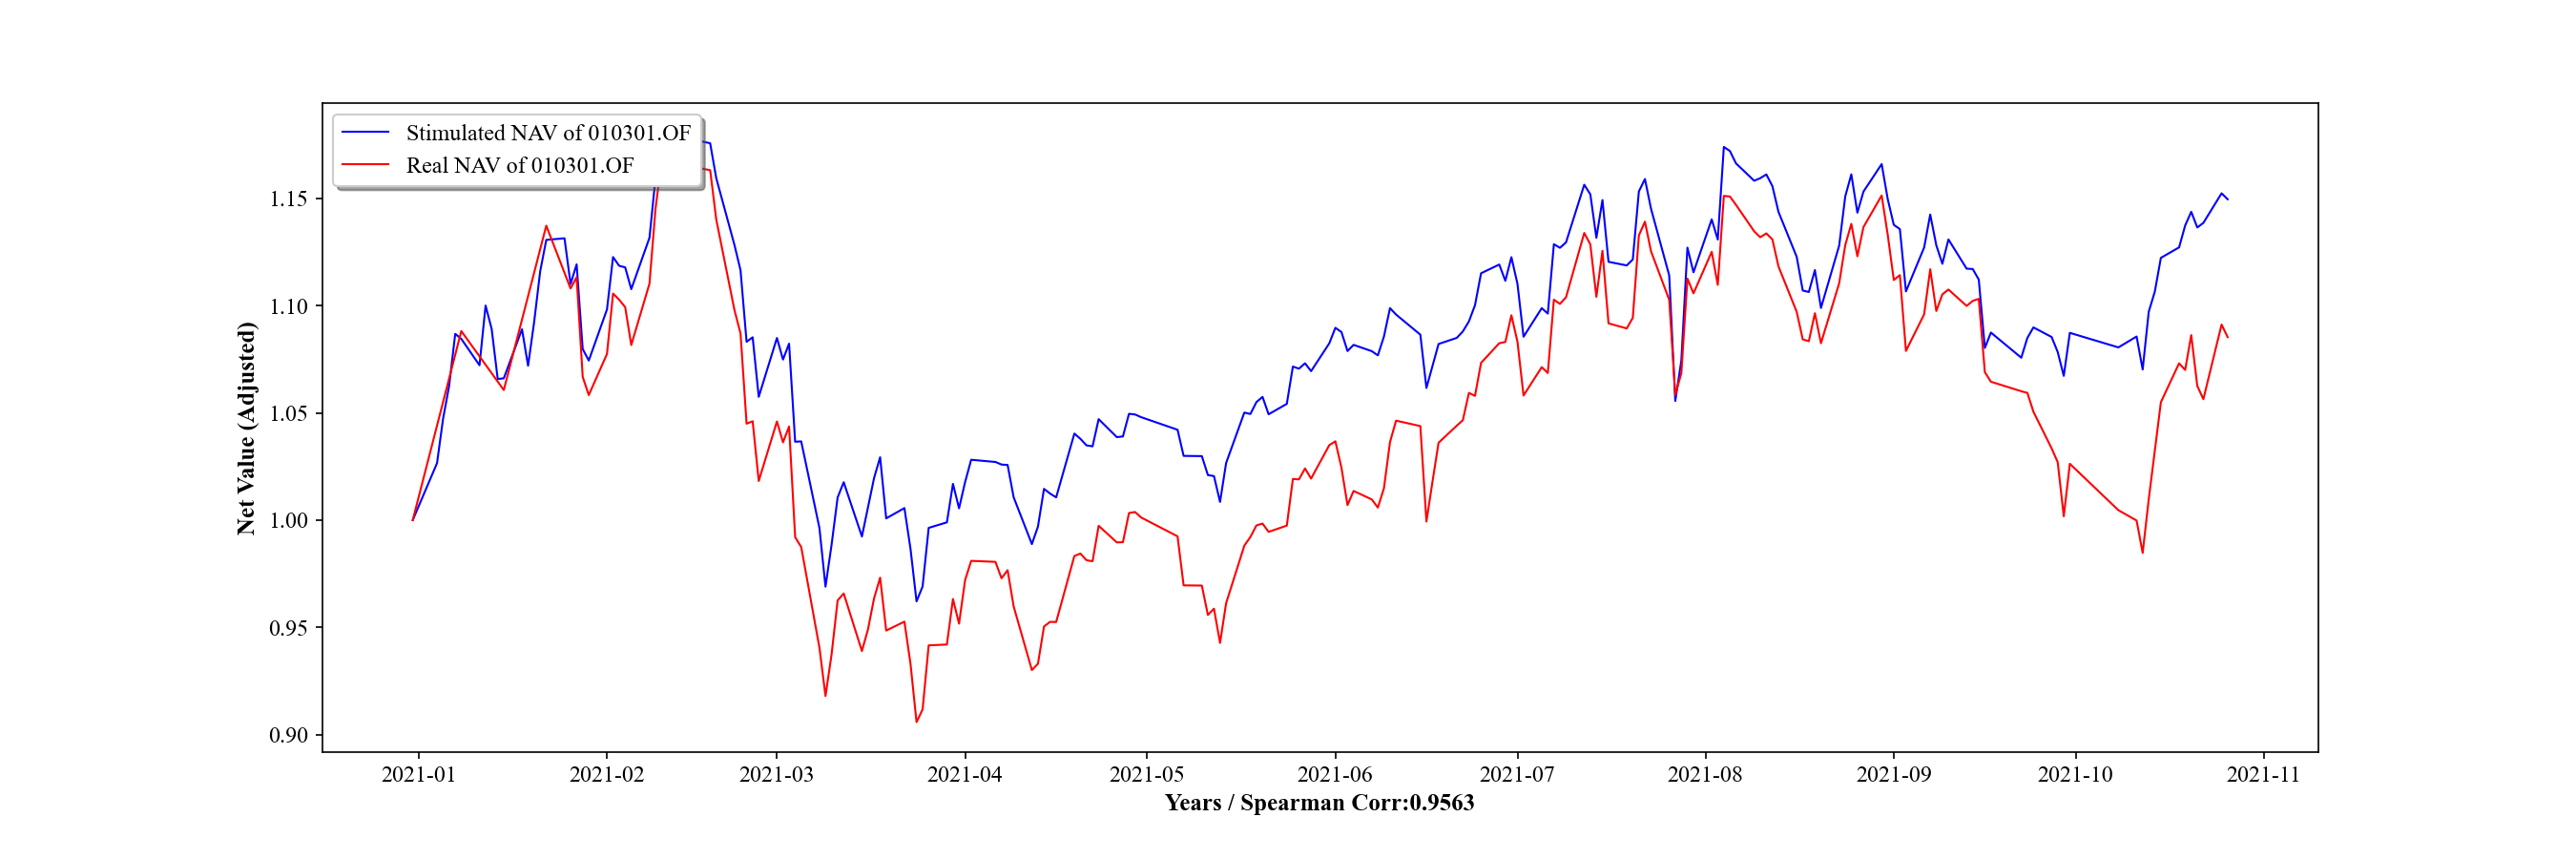 Stimulated NAV of 010301.OF
Real NAV of 010301.OF
Net Value (Adjusted)
1.15
1.10
1.05
1.00
0.95
0.90
2021-01 2021-02 2021-03 2021-04 2021-05 2021-06 2021-07 2021-08 2021-09 2021-10 2021-11
Years / Spearman Corr:0.9563